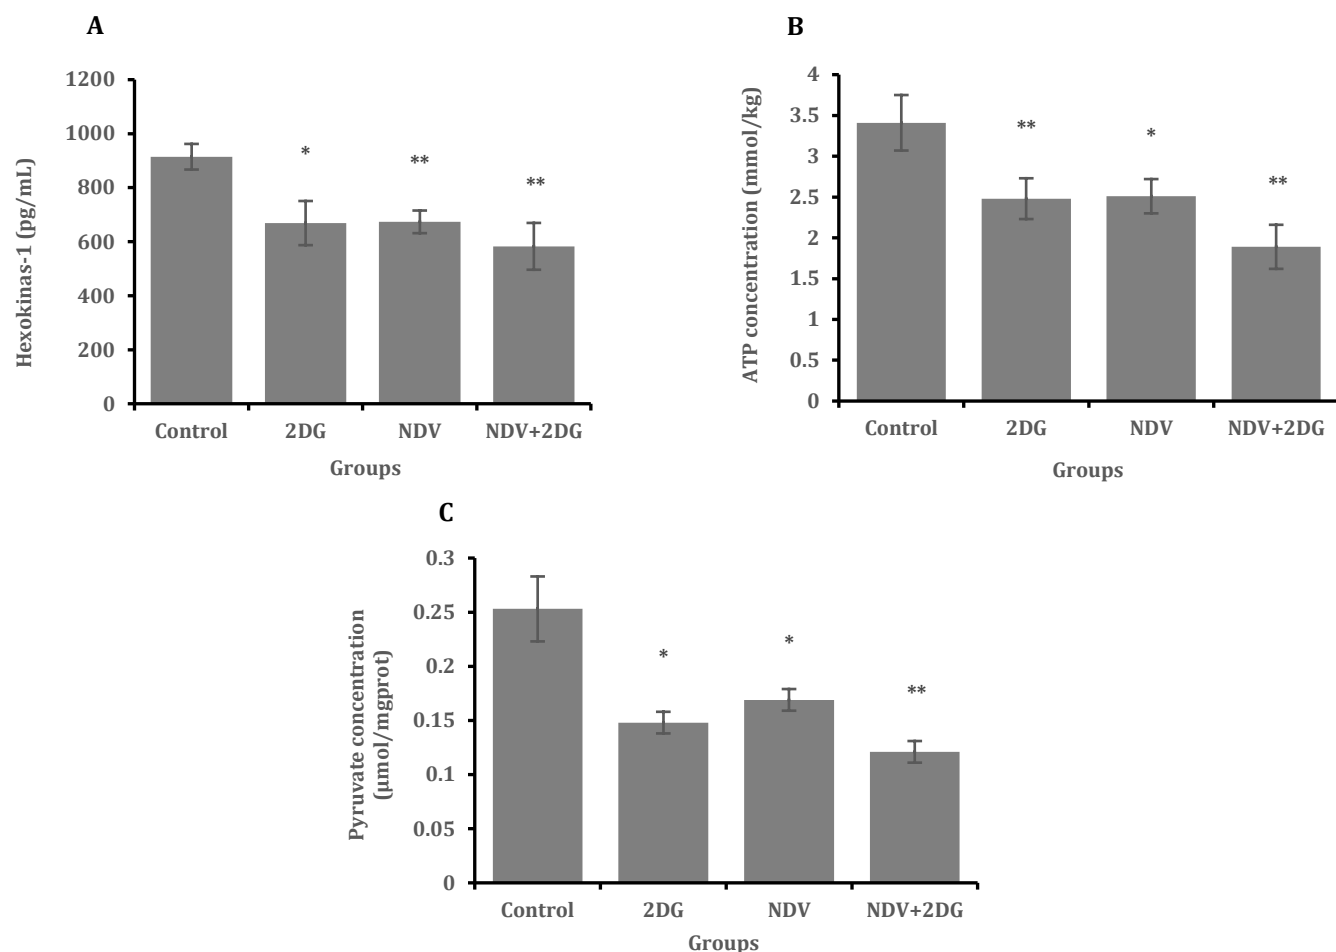 A
Hexokinas-1 (pg/mL)
1200
1000
800
600
400
200
0
*
**
**
Control 2DG NDV NDV+2DG
Groups
B
ATP concentration (mmol/kg)
4
3.5
3
2.5
2
1.5
1
0.5
0
**
*
**
Control 2DG NDV NDV+2DG
Groups
C
Pyruvate concentration
(µmol/mgprot)
0.3
0.25
0.2
0.15
0.1
0.05
0
*
*
**
Control 2DG NDV NDV+2DG
Groups